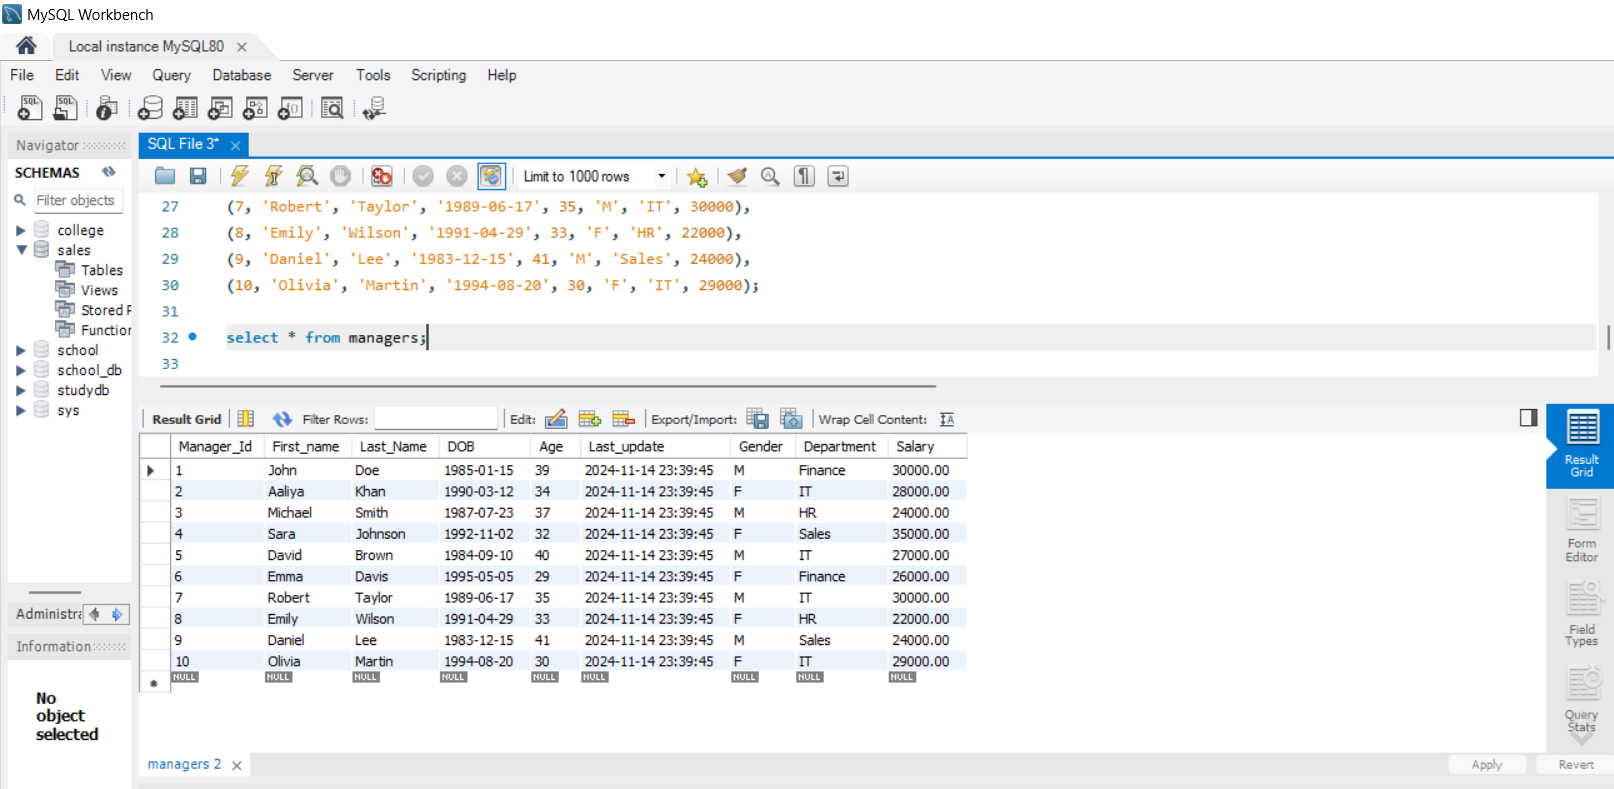 MySQL Workbench
Local instance MySQL80
File Edit View Query Database Server Tools Scripting Help
Navigator
SCHEMAS
Filter objects
college
sales
Tables
Views
Stored P
Function
school
school_db
studydb
sys
Administra
Information
No
object
selected
SQL File 3*
Limit to 1000 rows
27 (7, 'Robert', 'Taylor', '1989-06-17', 35, 'M', 'IT', 30000),
28 (8, 'Emily', 'Wilson', '1991-04-29', 33, 'F', 'HR', 22000),
29 (9, 'Daniel', 'Lee', '1983-12-15', 41, 'M', 'Sales', 24000),
30 (10, 'Olivia', 'Martin', '1994-08-20', 30, 'F', 'IT', 29000);
31
32 select * from managers;
33
Result Grid Filter Rows: Edit: Export/Import: Wrap Cell Content: IA
Manager_Id First_name Last_Name DOB Age Last_update Gender Department Salary
1 John Doe 1985-01-15 39 2024-11-14 23:39:45 M Finance 30000.00
2 Aaliya Khan 1990-03-12 34 2024-11-14 23:39:45 F IT 28000.00
3 Michael Smith 1987-07-23 37 2024-11-14 23:39:45 M HR 24000.00
4 Sara Johnson 1992-11-02 32 2024-11-14 23:39:45 F Sales 35000.00
5 David Brown 1984-09-10 40 2024-11-14 23:39:45 M IT 27000.00
6 Emma Davis 1995-05-05 29 2024-11-14 23:39:45 F Finance 26000.00
7 Robert Taylor 1989-06-17 35 2024-11-14 23:39:45 M IT 30000.00
8 Emily Wilson 1991-04-29 33 2024-11-14 23:39:45 F HR 22000.00
9 Daniel Lee 1983-12-15 41 2024-11-14 23:39:45 M Sales 24000.00
10 Olivia Martin 1994-08-20 30 2024-11-14 23:39:45 F IT 29000.00
NULL NULL NULL NULL NULL NULL NULL NULL NULL
Result
Grid
Form
Editor
Field
Types
Query
Stats
managers 2
Apply Revert